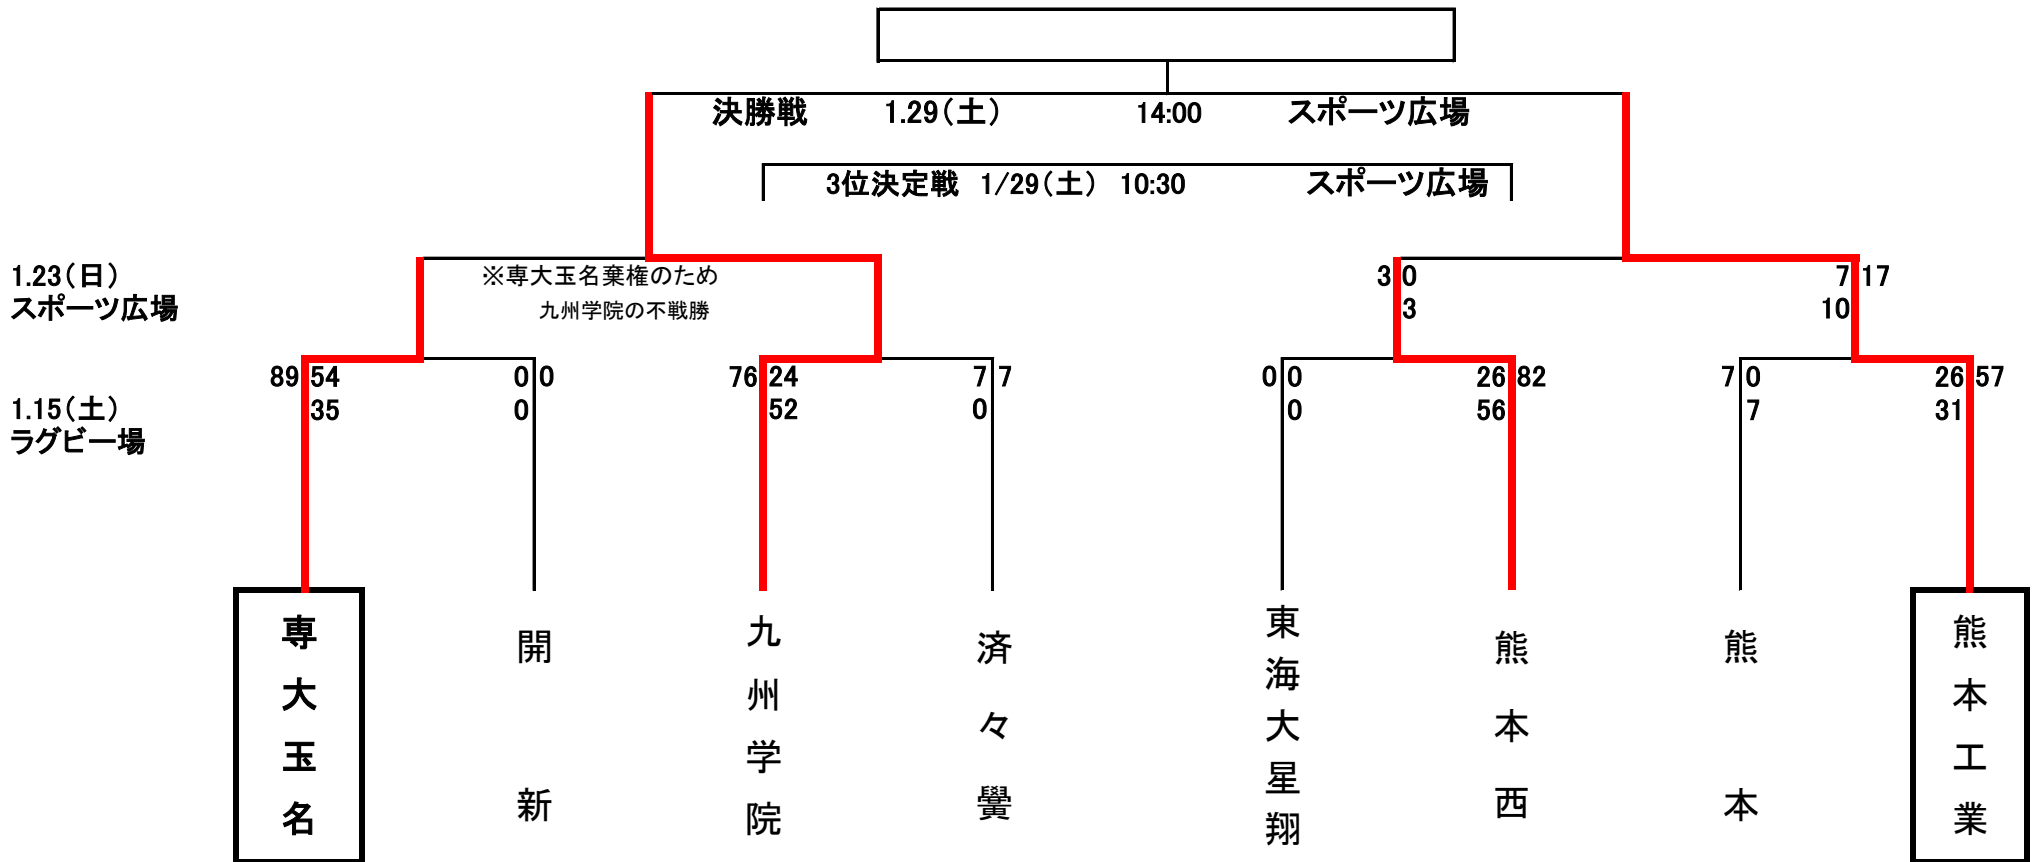 決勝戦 1.29(土) 14:00 スポーツ広場
3位決定戦 1/29(土) 10:30 スポーツ広場
1.23(日)
スポーツ広場
※専大玉名棄権のため
九州学院の不戦勝
3 0 7 17
3 10
89 54 0 0 76 24 7 7 0 0 26 82 7 0 26 57
35 0 52 0 0 56 7 31
1.15(土)
ラグビー場
専大玉名
開新
九州学院
済々黌
東海大星翔
熊本西
熊本
熊本工業